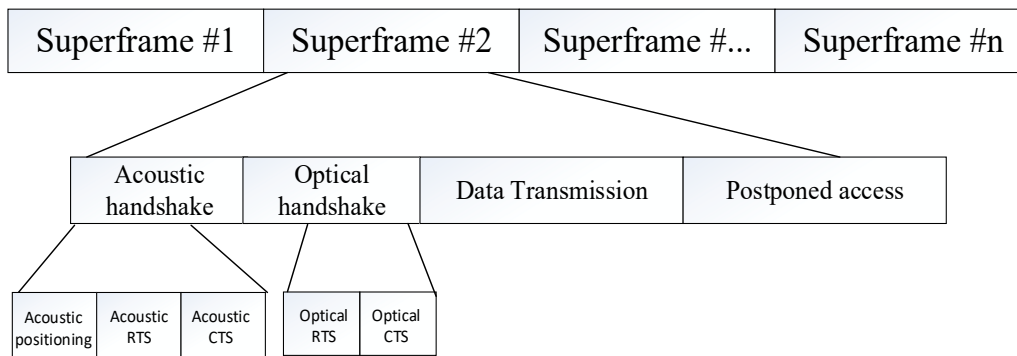 Superframe #1 Superframe #2 Superframe #... Superframe #n
Acoustic handshake Optical handshake Data Transmission Postponed access
Acoustic positioning Acoustic RTS Acoustic CTS Optical RTS Optical CTS